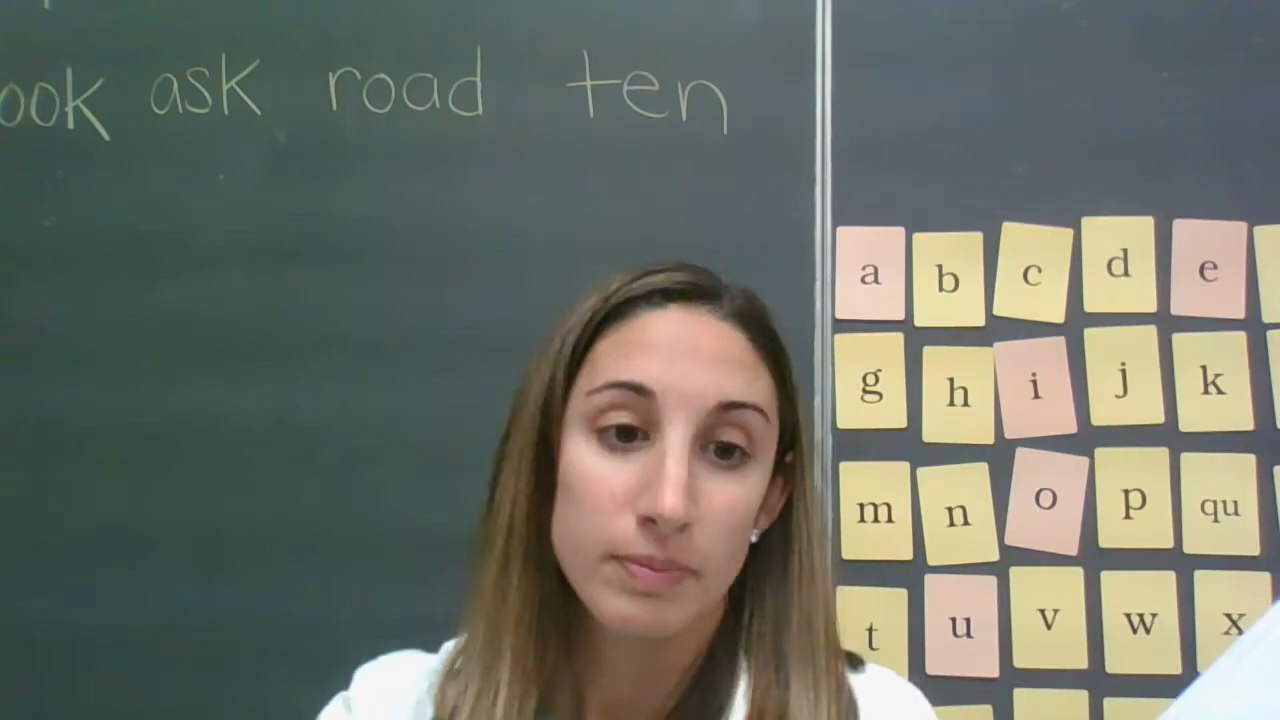 ook ask road ten
a b c d e
g h i j k
m n o p qu
t u v w x